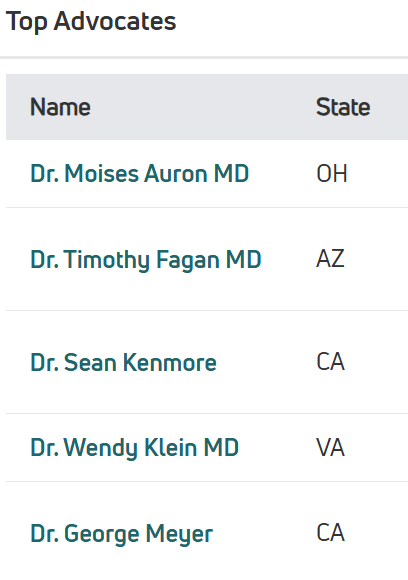 Top Advocates
Name State
Dr. Moises Auron MD OH
Dr. Timothy Fagan MD AZ
Dr. Sean Kenmore CA
Dr. Wendy Klein MD VA
Dr. George Meyer CA